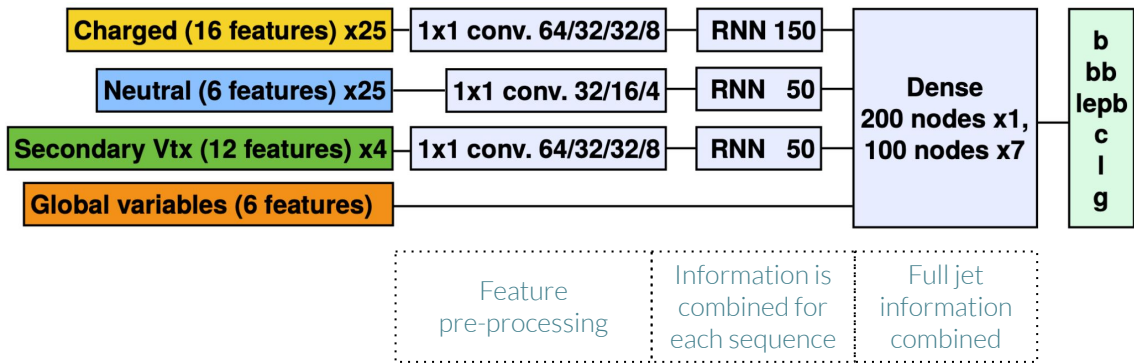 Charged (16 features) x25
1x1 conv. 64/32/32/8
RNN 150
Neutral (6 features) x25
1x1 conv. 32/16/4
RNN 50
Secondary Vtx (12 features) x4
1x1 conv. 64/32/32/8
RNN 50
Global variables (6 features)
Dense
200 nodes x1,
100 nodes x7
b
bb
lepb
c
l
g
Feature
pre-processing
Information is
combined for
each sequence
Full jet
information
combined